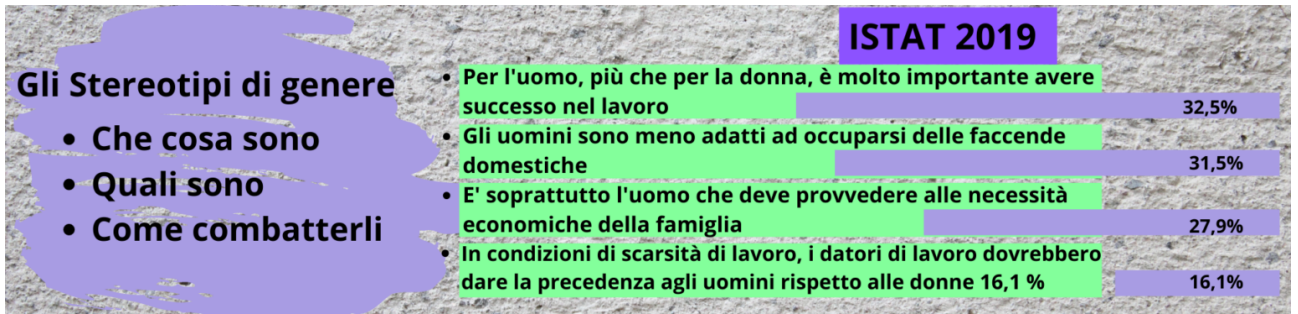 Gli Stereotipi di genere
• Che cosa sono
• Quali sono
• Come combatterli
ISTAT 2019
• Per l'uomo, più che per la donna, è molto importante avere
successo nel lavoro
32,5%
• Gli uomini sono meno adatti ad occuparsi delle faccende
domestiche
31,5%
• E' soprattutto l'uomo che deve provvedere alle necessità
economiche della famiglia
27,9%
• In condizioni di scarsità di lavoro, i datori di lavoro dovrebbero
dare la precedenza agli uomini rispetto alle donne 16,1 %
16,1%